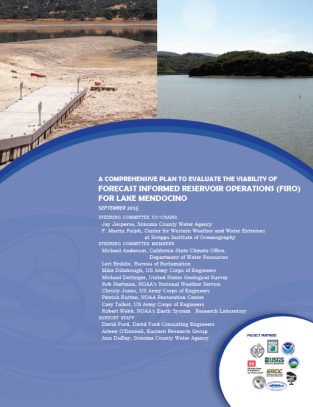 A COMPREHENSIVE PLAN TO EVALUATE THE VIABILITY OF
FORECAST INFORMED RESERVOIR OPERATIONS (FIRO)
FOR LAKE MENDOCINO
SEPTEMBER 2015
STEERING COMMITTEE CO-CHAIRS
Jay Jasperse, Sonoma County Water Agency
F. Martin Ralph, Center for Western Weather and Water Extremes
at Scripps Institute of Oceanography
STEERING COMMITTEE MEMBERS
Michael Anderson, California State Climate Office,
Department of Water Resources
Levi Brekke, Bureau of Reclamation
Mike Dillabough, US Army Corps of Engineers
Michael Dettinger, United States Geological Survey
Rob Hartman, NOAA's National Weather Service
Christy Jones, US Army Corps of Engineers
Patrick Rutten, NOAA Restoration Center
Cary Talbot, US Army Corps of Engineers
Robert Webb, NOAA's Earth System Research Laboratory
SUPPORT STAFF
David Ford, David Ford Consulting Engineers
Arleen O'Donnell, Eastern Research Group
Ann DuBay, Sonoma County Water Agency
PROJECT PARTNERS
USGS
ERDC